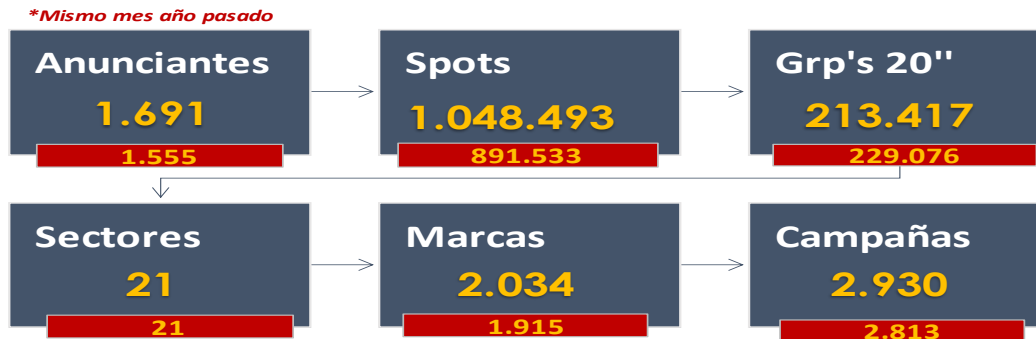 *Mismo mes año pasado
Anunciantes
1.691
1.555
Spots
1.048.493
891.533
Grp's 20''
213.417
229.076
Sectores
21
21
Marcas
2.034
1.915
Campañas
2.930
2.813